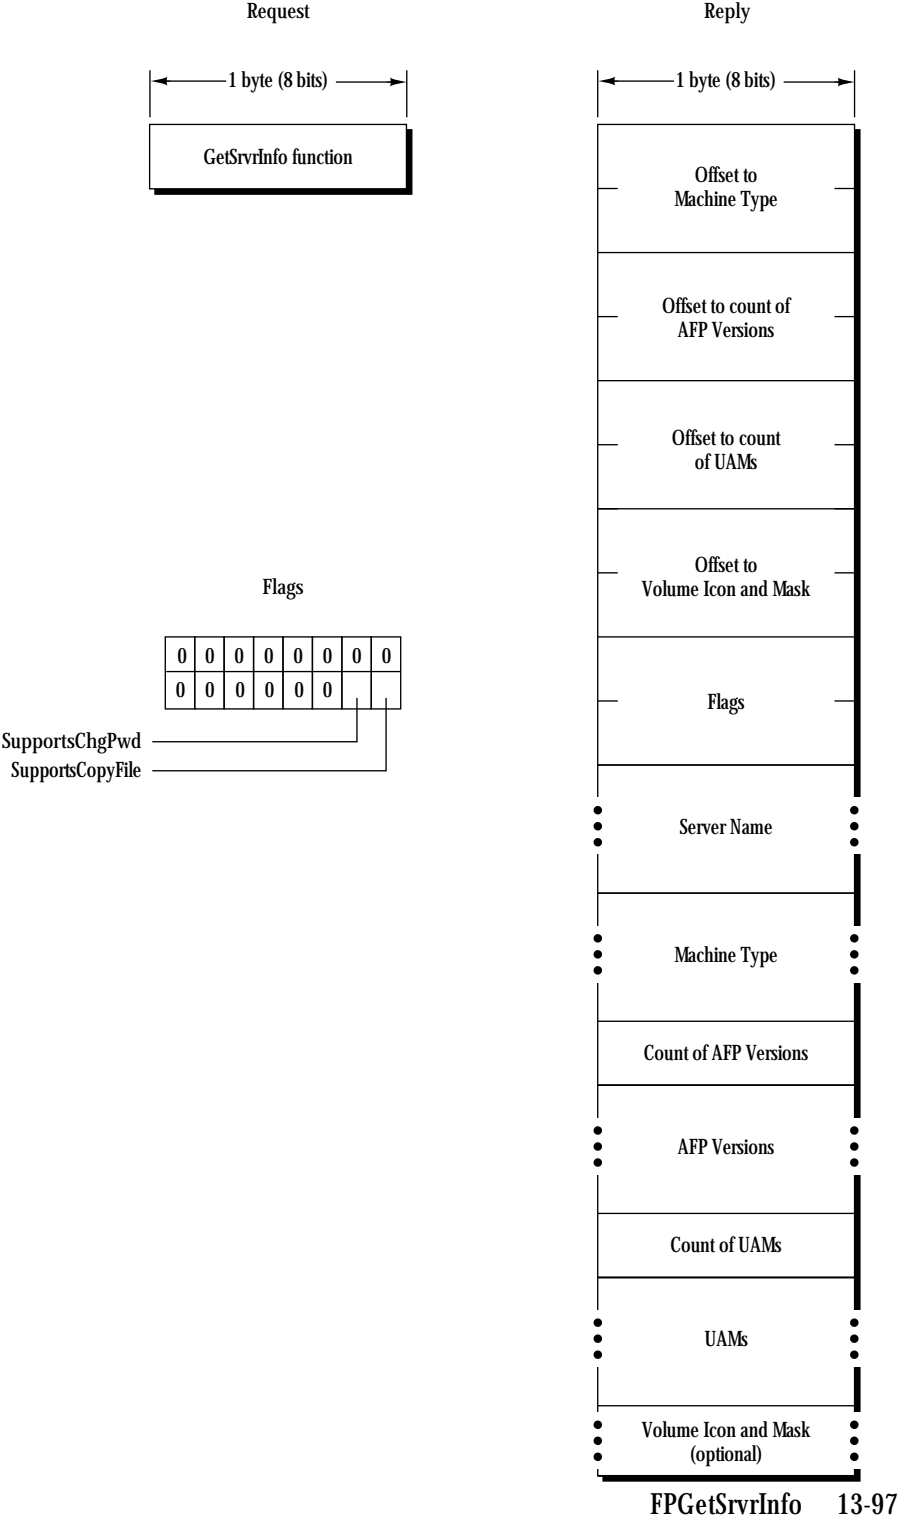 Request
Reply
1 byte (8 bits)
1 byte (8 bits)
GetSrvrInfo function
Offset to
Machine Type
Offset to count of
AFP Versions
Offset to count
of UAMs
Offset to
Volume Icon and Mask
Flags
0 0 0 0 0 0 0 0
0 0 0 0 0 0
SupportsChgPwd
SupportsCopyFile
Flags
Server Name
Machine Type
Count of AFP Versions
AFP Versions
Count of UAMs
UAMs
Volume Icon and Mask
(optional)
FPGetSrvrInfo 13-97